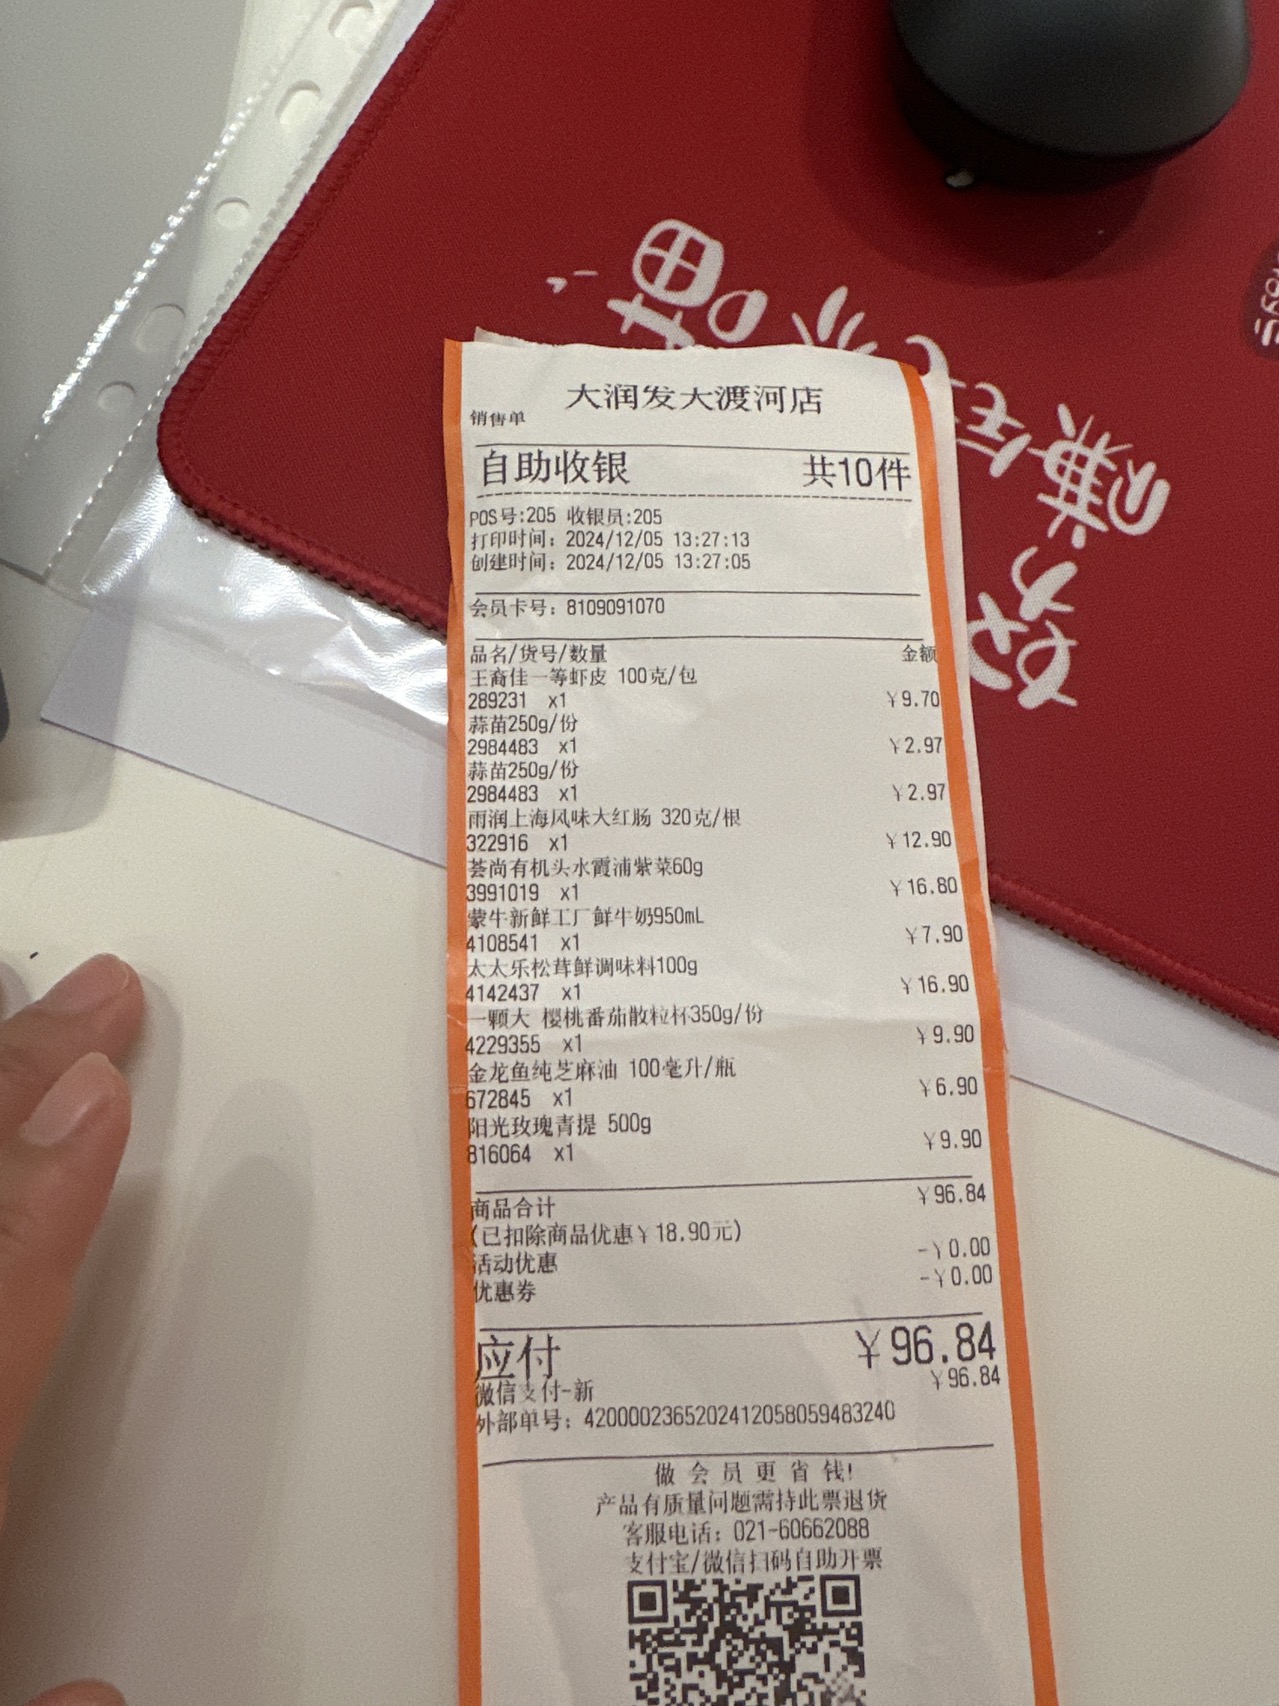 大润发大渡河店
销售单
自助收银 共10件
POS号:205 收银员:205
打印时间: 2024/12/05 13:27:13
创建时间: 2024/12/05 13:27:05
会员卡号: 8109091070
品名/货号/数量 金额
王裔佳一等虾皮 100克/包
289231 x1 ¥9.70
蒜苗250g/份
2984483 x1 ¥2.97
蒜苗250g/份
2984483 x1 ¥2.97
雨润上海风味大红肠 320克/根
322916 x1 ¥12.90
荟尚有机头水霞浦紫菜60g
3991019 x1 ¥16.80
蒙牛新鲜工厂鲜牛奶950mL
4108541 x1 ¥7.90
太太乐松茸鲜调味料100g
4142437 x1 ¥16.90
一颗大 樱桃番茄散粒杯350g/份
4229355 x1 ¥9.90
金龙鱼纯芝麻油 100毫升/瓶
672845 x1 ¥6.90
阳光玫瑰青提 500g
816064 x1 ¥9.90
商品合计 ¥96.84
(已扣除商品优惠¥18.90元)
活动优惠 -¥0.00
优惠券 -¥0.00
应付 ¥96.84
微信支付-新 ¥96.84
外部单号: 4200002365202412058059483240
做会员更省钱!
产品有质量问题需持此票退货
客服电话: 021-60662088
支付宝/微信扫码自助开票
努力赚钱
喵